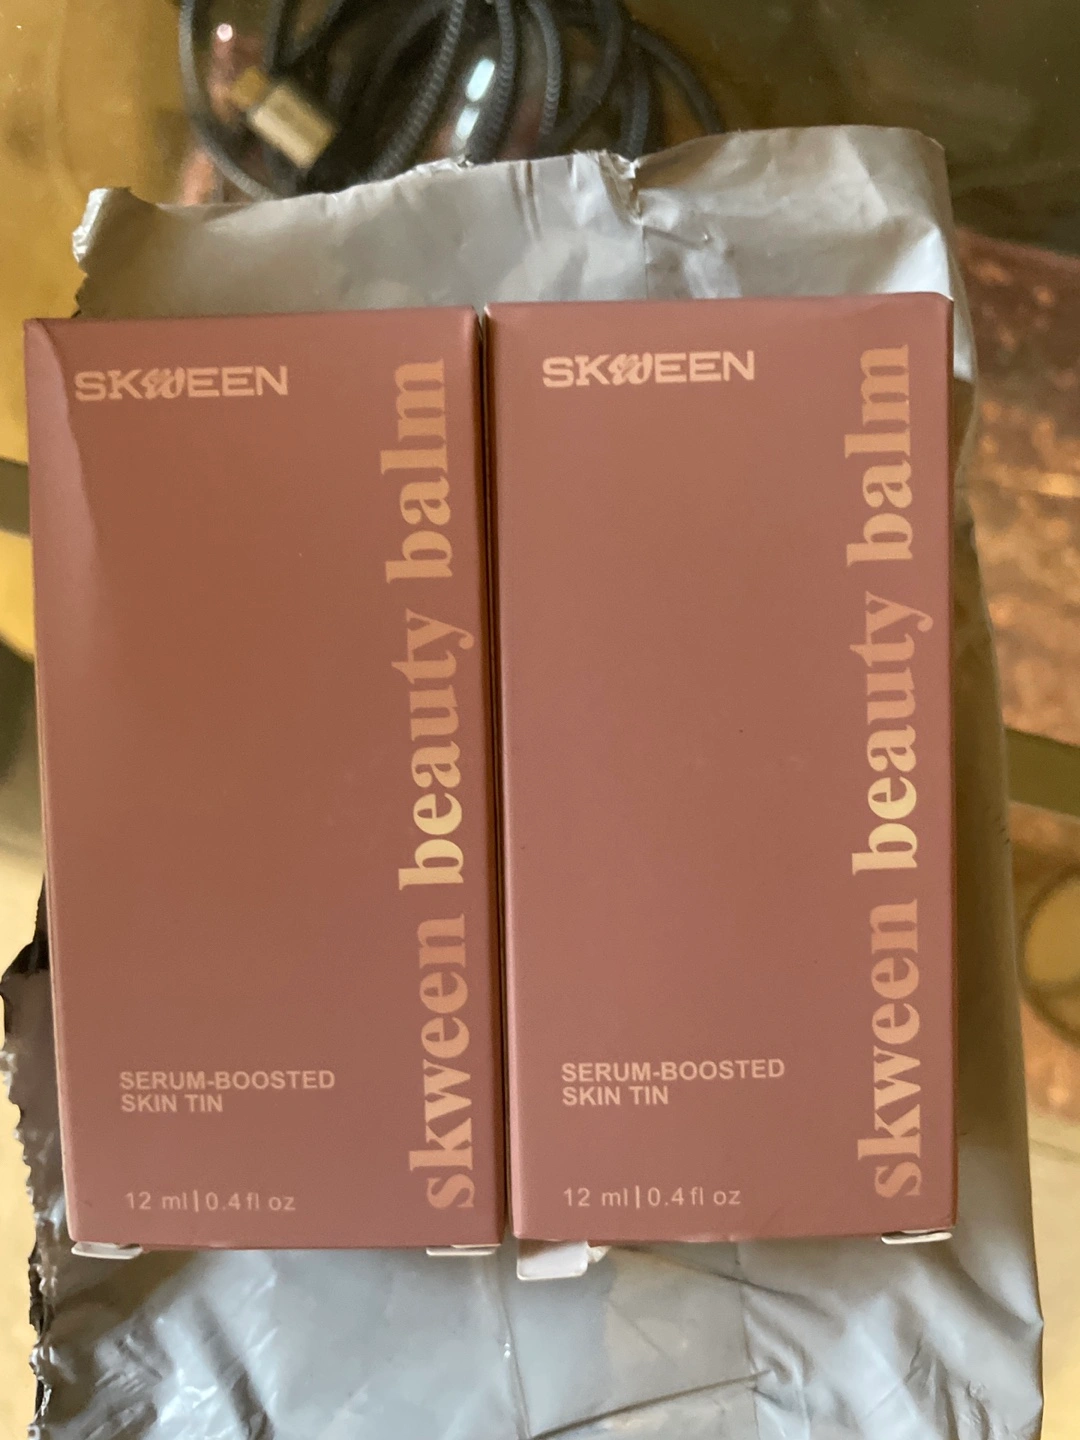 SKWEEN
skween beauty balm
SERUM-BOOSTED
SKIN TIN
12 ml|0.4 fl oz
SKWEEN
skween beauty balm
SERUM-BOOSTED
SKIN TIN
12 ml|0.4 fl oz